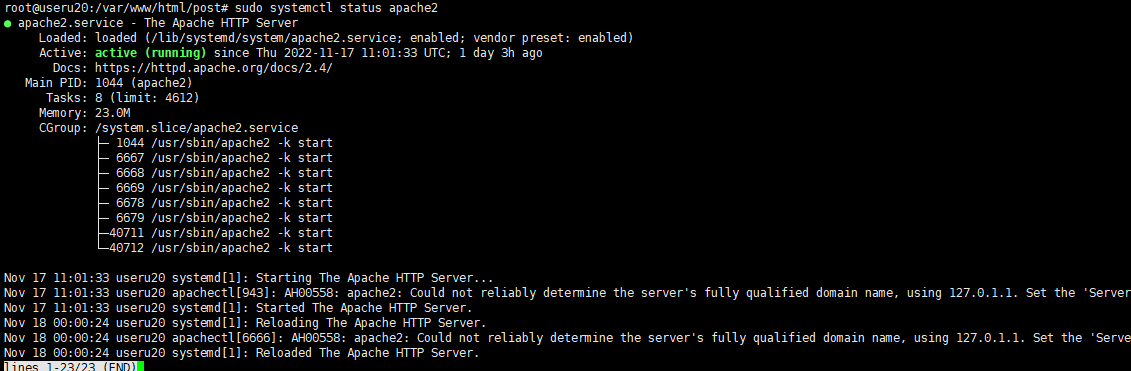 root@useru20:/var/www/html/post# sudo systemctl status apache2
● apache2.service - The Apache HTTP Server
Loaded: loaded (/lib/systemd/system/apache2.service; enabled; vendor preset: enabled)
Active: active (running) since Thu 2022-11-17 11:01:33 UTC; 1 day 3h ago
Docs: https://httpd.apache.org/docs/2.4/
Main PID: 1044 (apache2)
Tasks: 8 (limit: 4612)
Memory: 23.0M
CGroup: /system.slice/apache2.service
├─ 1044 /usr/sbin/apache2 -k start
├─ 6667 /usr/sbin/apache2 -k start
├─ 6668 /usr/sbin/apache2 -k start
├─ 6669 /usr/sbin/apache2 -k start
├─ 6678 /usr/sbin/apache2 -k start
├─ 6679 /usr/sbin/apache2 -k start
├─40711 /usr/sbin/apache2 -k start
└─40712 /usr/sbin/apache2 -k start
Nov 17 11:01:33 useru20 systemd[1]: Starting The Apache HTTP Server...
Nov 17 11:01:33 useru20 apachectl[943]: AH00558: apache2: Could not reliably determine the server's fully qualified domain name, using 127.0.1.1. Set the 'Server
Nov 17 11:01:33 useru20 systemd[1]: Started The Apache HTTP Server.
Nov 18 00:00:24 useru20 systemd[1]: Reloading The Apache HTTP Server.
Nov 18 00:00:24 useru20 apachectl[6666]: AH00558: apache2: Could not reliably determine the server's fully qualified domain name, using 127.0.1.1. Set the 'Serve
Nov 18 00:00:24 useru20 systemd[1]: Reloaded The Apache HTTP Server.
lines 1-23/23 (END)